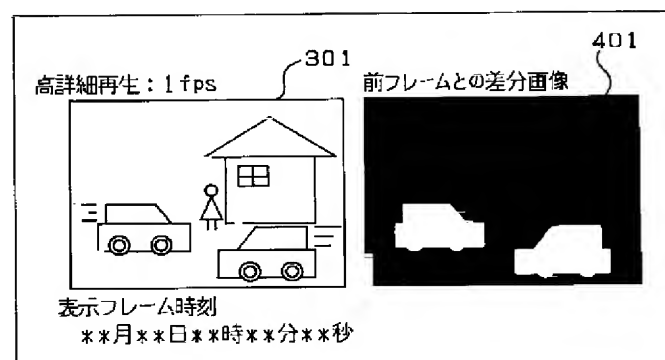 301
401
高詳細再生：1fps
前フレームとの差分画像
表示フレーム時刻
**月**日**時**分**秒